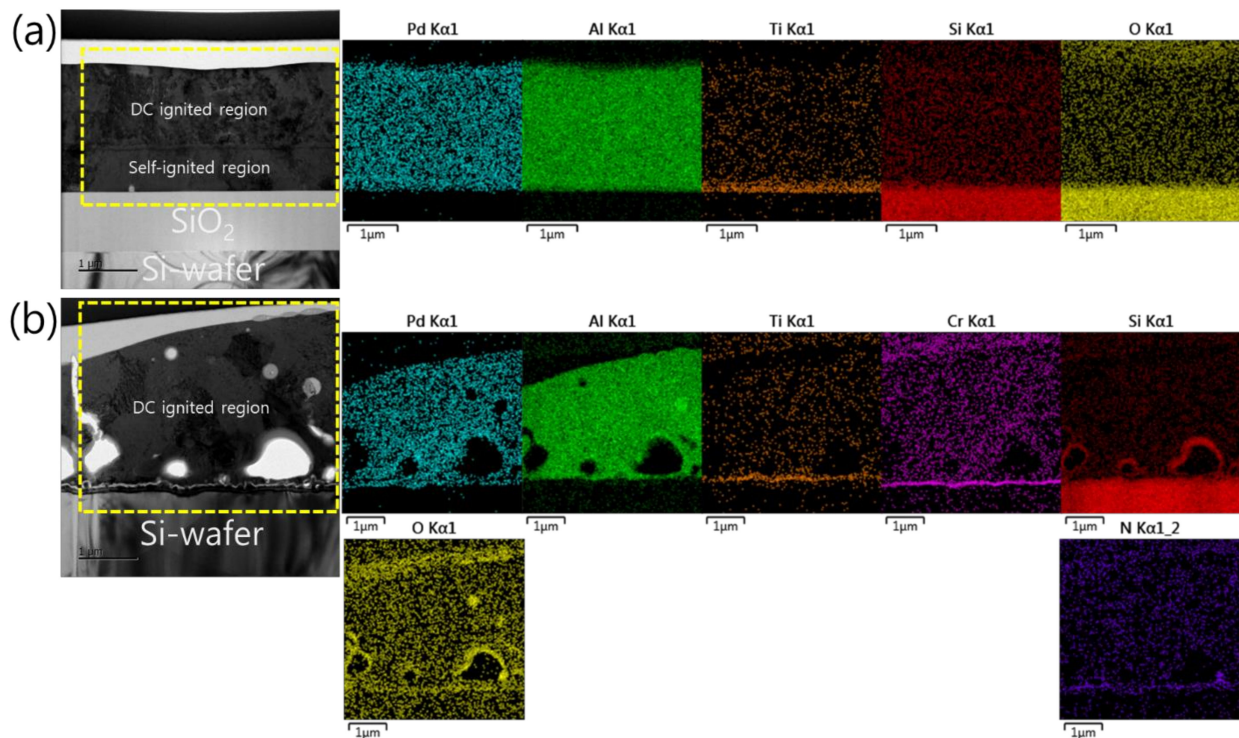 (a)
DC ignited region
Self-ignited region
SiO2
Si-wafer
1 μm
Pd Kα1
Al Kα1
Ti Kα1
Si Kα1
O Kα1
1μm
1μm
1μm
1μm
1μm
(b)
DC ignited region
Si-wafer
1 μm
Pd Kα1
Al Kα1
Ti Kα1
Cr Kα1
Si Kα1
1μm
1μm
1μm
1μm
1μm
O Kα1
N Kα1_2
1μm
1μm